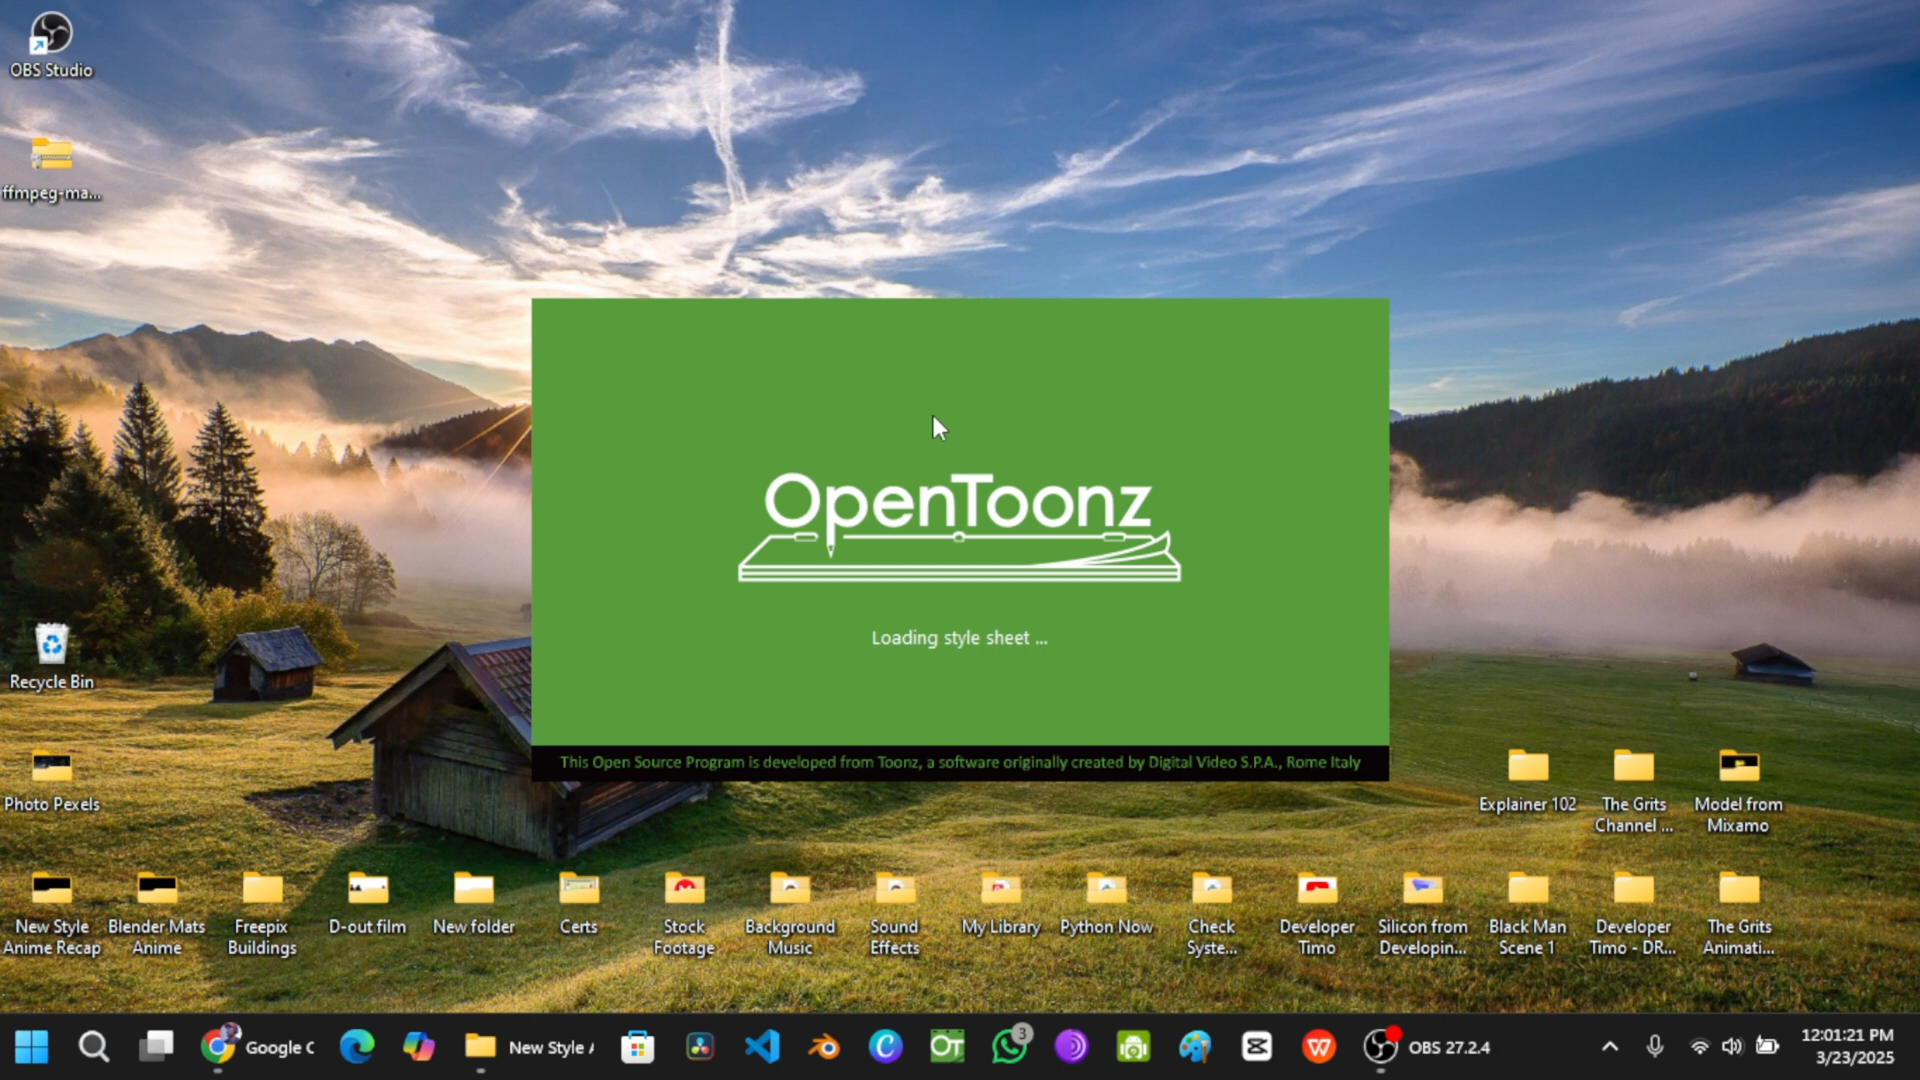 OBS Studio
ffmpeg-ma...
OpenToonz
Loading style sheet ...
This Open Source Program is developed from Toonz, a software originally created by Digital Video S.P.A., Rome Italy
Recycle Bin
Photo Pexels
Explainer 102
The Grits
Channel ...
Model from
Mixamo
New Style
Anime Recap
Blender Mats
Anime
Freepix
Buildings
D-out film
New folder
Certs
Stock
Footage
Background
Music
Sound
Effects
My Library
Python Now
Check
Syste...
Developer
Timo
Silicon from
Developin...
Black Man
Scene 1
Developer
Timo - DR...
The Grits
Animati...
Google C
New Style A
OT
3
OBS 27.2.4
12:01:21 PM
3/23/2025